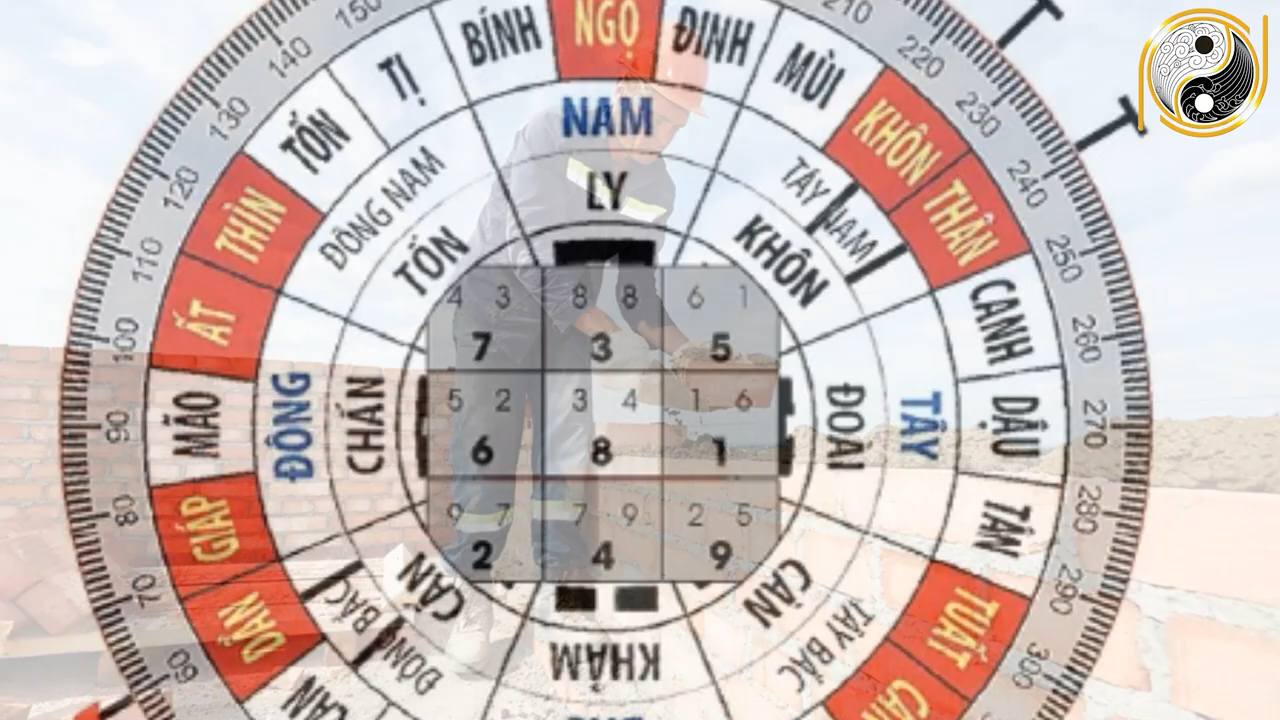 150
210
140
220
130
230
120
240
110
250
100
260
90
270
80
280
70
290
60
300
BÍNH
NGỌ
ĐINH
TỊ
MÙI
TỐN
KHÔN
THÌN
THÂN
ẤT
CANH
MÃO
DẬU
GIÁP
TÂN
DẦN
TUẤT
CẤN
CÀN
NAM
ĐÔNG NAM
TÂY NAM
ĐÔNG
TÂY
ĐÔNG BẮC
TÂY BẮC
LY
TỐN
KHÔN
CHẤN
ĐOÀI
CẤN
CÀN
KHẢM
4 3 8 8 6 1
7 3 5
5 2 3 4 1 6
6 8 1
9 7 7 9 2 5
2 4 9